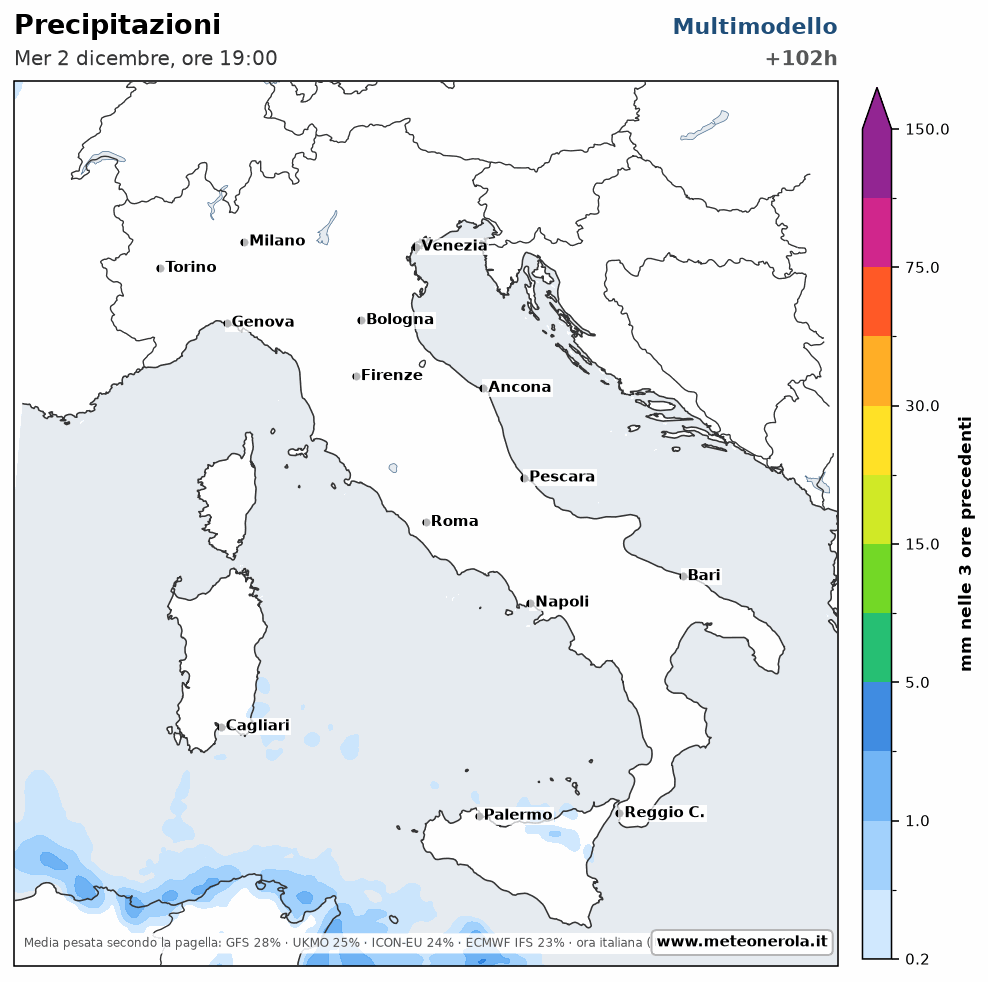 Precipitazioni
Multimodello
Mer 2 dicembre, ore 19:00
+102h
150.0
75.0
30.0
15.0
5.0
1.0
0.2
mm nelle 3 ore precedenti
Milano
Venezia
Torino
Genova
Bologna
Firenze
Ancona
Pescara
Roma
Bari
Napoli
Cagliari
Palermo
Reggio C.
Media pesata secondo la pagella: GFS 28% · UKMO 25% · ICON-EU 24% · ECMWF IFS 23% · ora italiana (
www.meteonerola.it